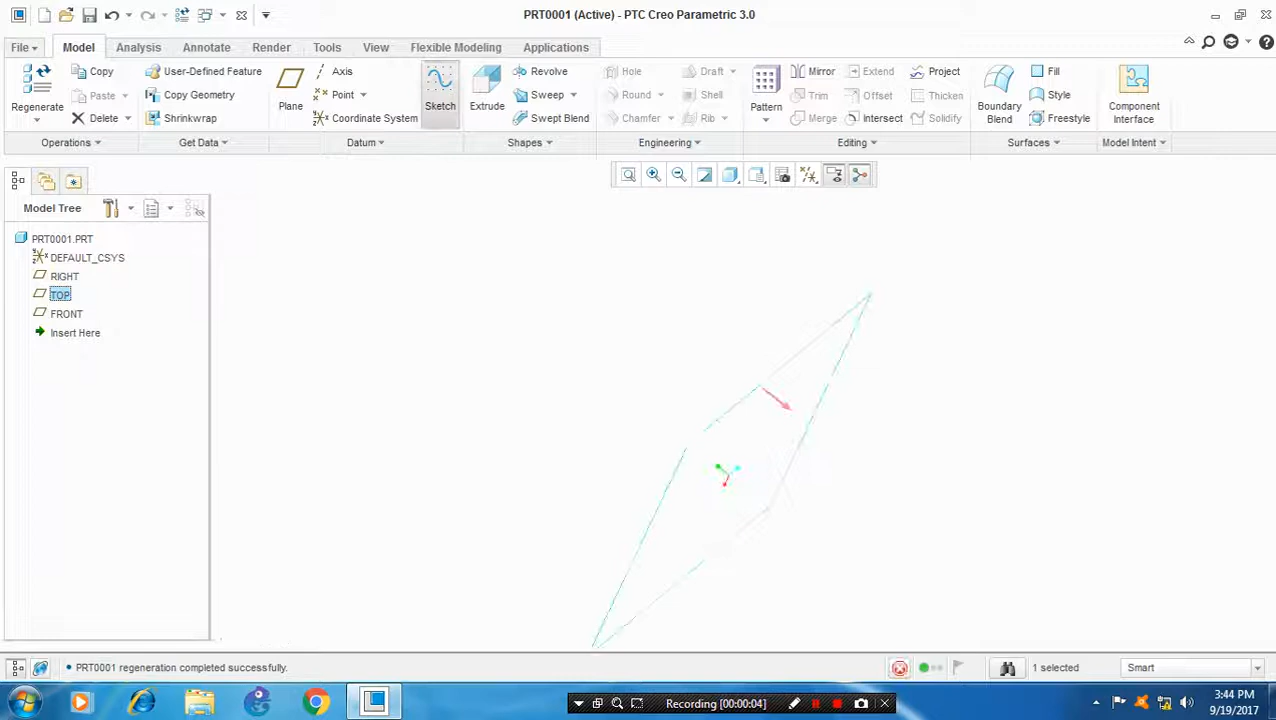 PRT0001 (Active) - PTC Creo Parametric 3.0
File Model Analysis Annotate Render Tools View Flexible Modeling Applications
Regenerate
Copy
Paste
Delete
Operations
User-Defined Feature
Copy Geometry
Shrinkwrap
Get Data
Plane
Axis
Point
Coordinate System
Sketch
Datum
Extrude
Revolve
Sweep
Swept Blend
Shapes
Hole
Round
Chamfer
Draft
Shell
Rib
Engineering
Pattern
Mirror
Trim
Merge
Extend
Offset
Intersect
Project
Thicken
Solidify
Editing
Boundary
Blend
Fill
Style
Freestyle
Surfaces
Component
Interface
Model Intent
Model Tree
PRT0001.PRT
DEFAULT_CSYS
RIGHT
TOP
FRONT
Insert Here
• PRT0001 regeneration completed successfully.
1 selected
Smart
Recording [00:00:04]
3:44 PM
9/19/2017